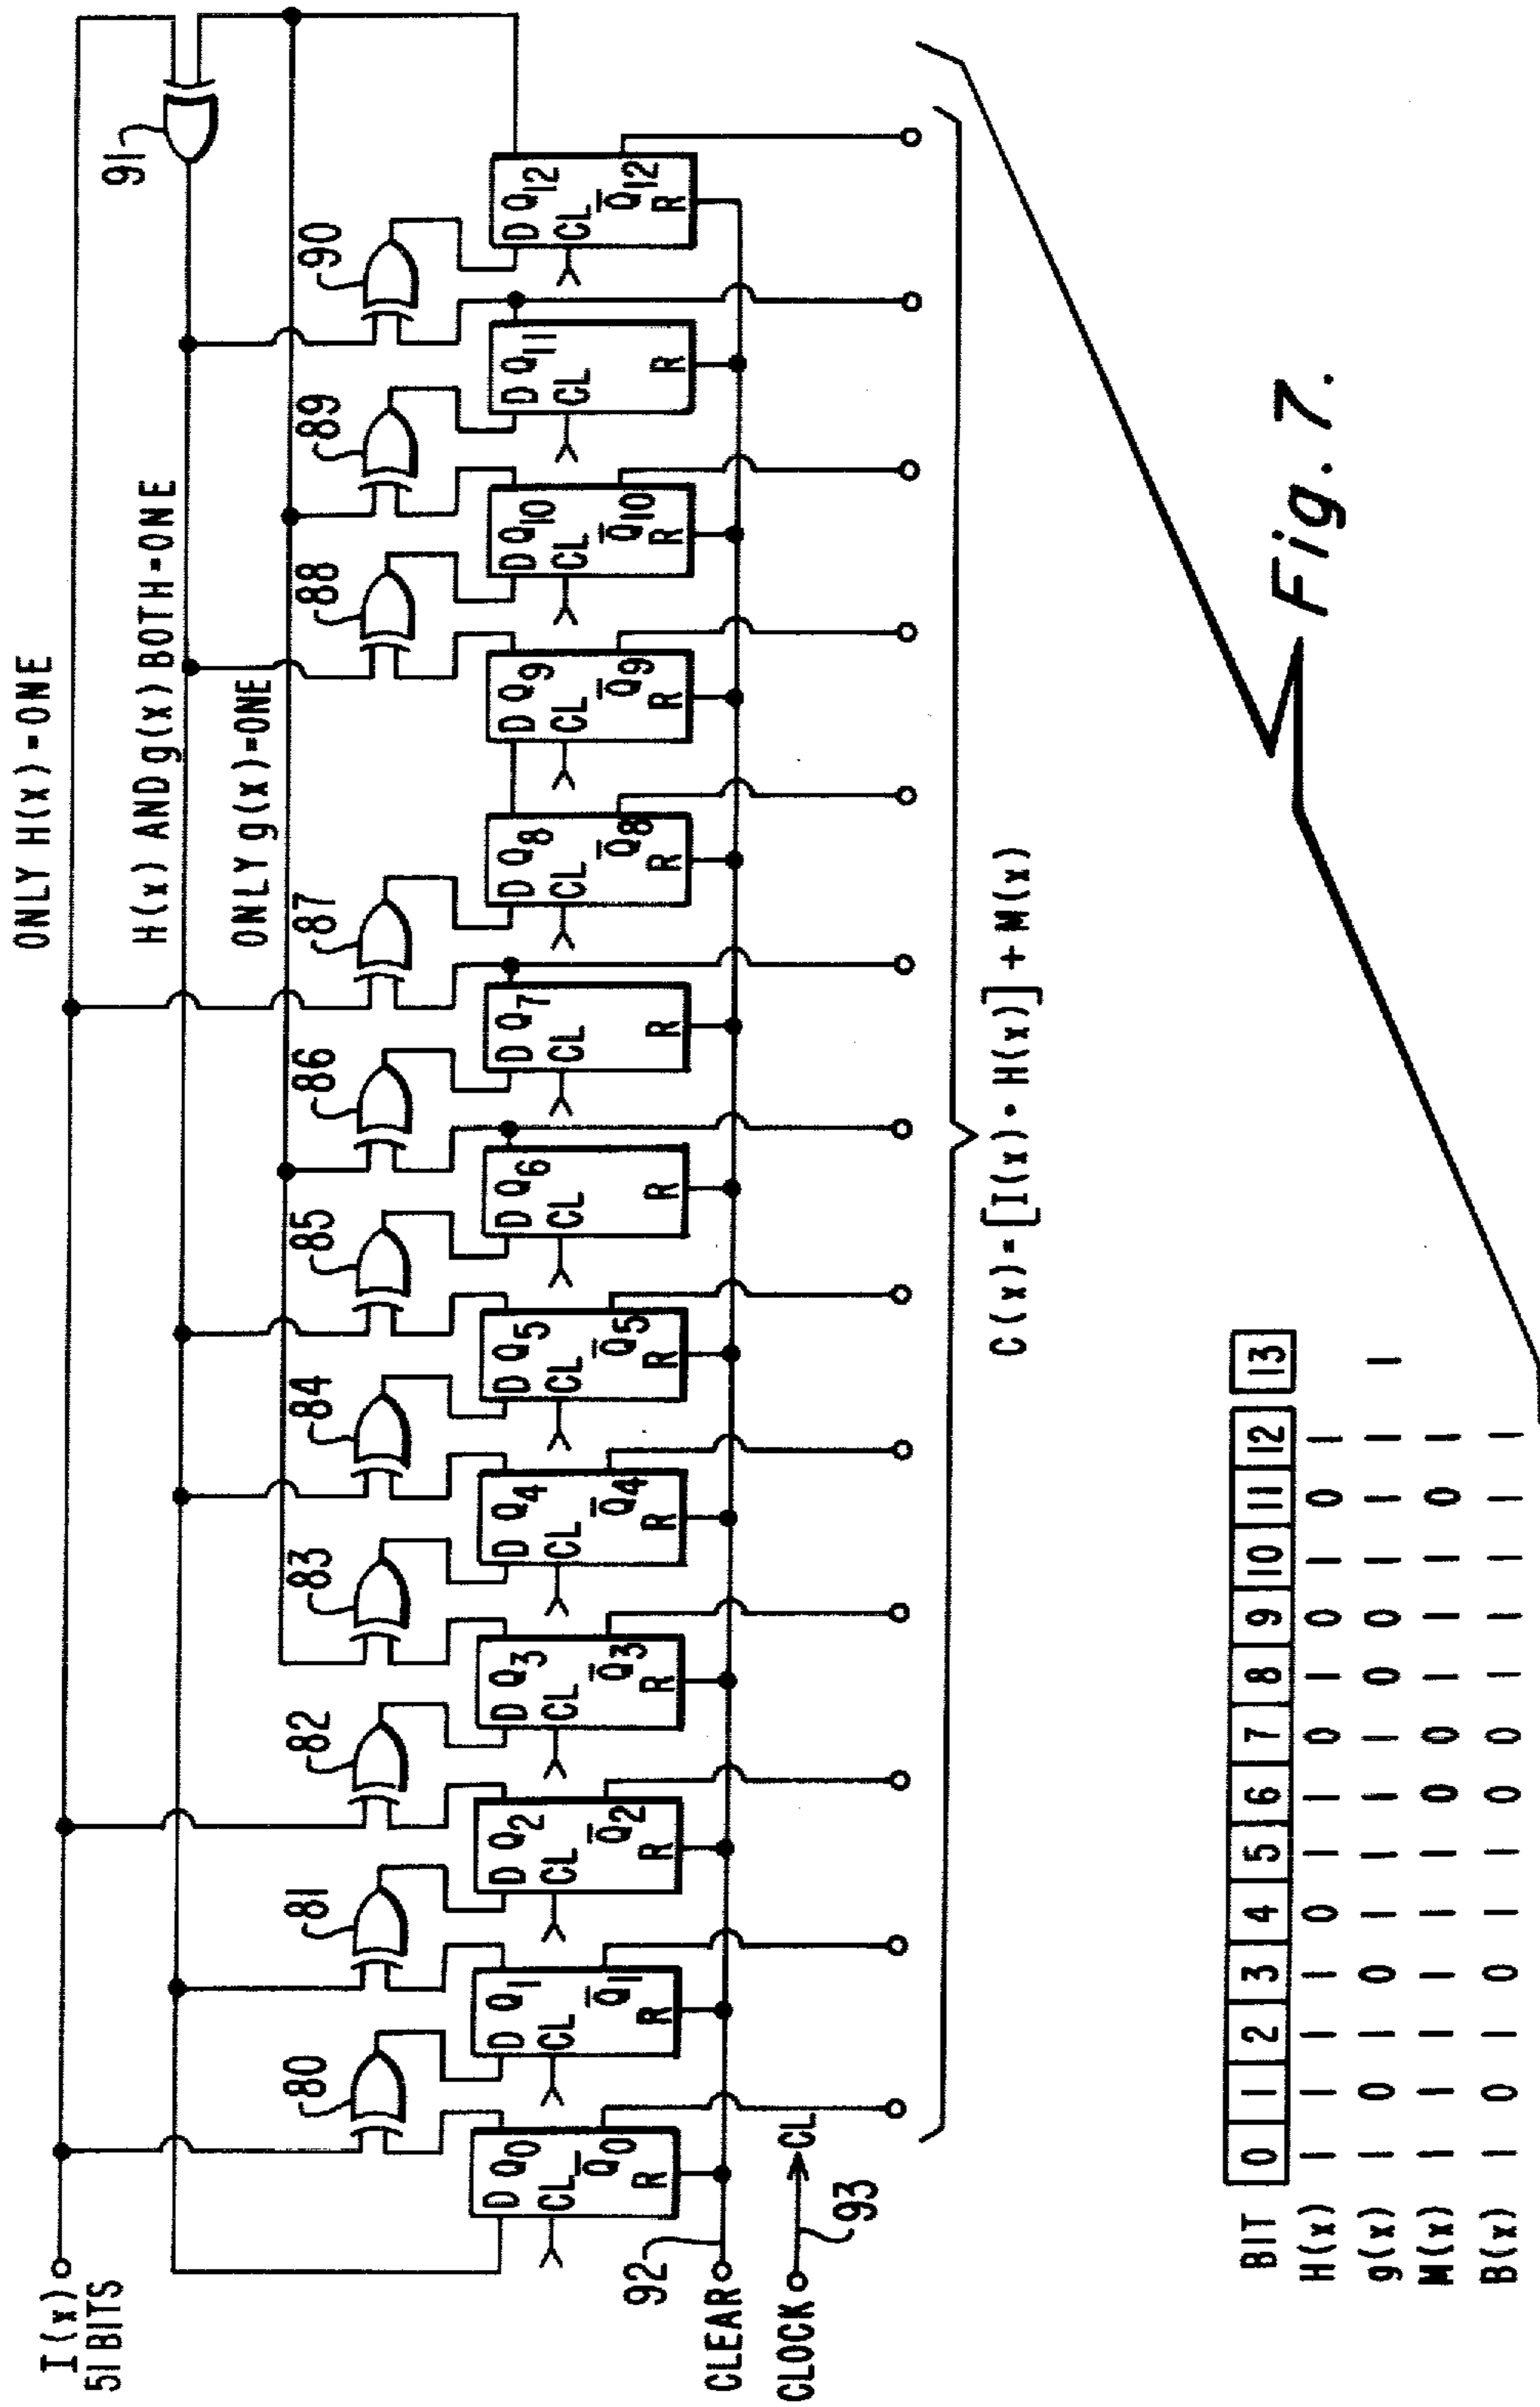 I(x)
51 BITS
ONLY H(x) = ONE
H(x) AND g(x) BOTH = ONE
ONLY g(x) = ONE
91
80 81 82 83 84 85 86 87 88 89 90
D Q0 CL Q̅0 R
D Q1 CL Q̅1 R
D Q2 CL Q̅2 R
D Q3 CL Q̅3 R
D Q4 CL Q̅4 R
D Q5 CL Q̅5 R
D Q6 CL R
D Q7 CL R
D Q8 CL Q̅8 R
D Q9 CL Q̅9 R
D Q10 CL Q̅10 R
D Q11 CL R
D Q12 CL Q̅12 R
92
CLEAR
CLOCK CL
93
C(x) = [I(x) • H(x)] + M(x)
BIT 0 1 2 3 4 5 6 7 8 9 10 11 12 13
H(x) 1 1 1 1 0 1 1 0 1 0 1 0 1
g(x) 1 0 1 0 1 1 1 1 0 0 1 1 1 1
M(x) 1 1 1 1 1 1 0 0 1 1 1 0 1
B(x) 1 0 1 0 1 1 0 0 1 1 1 1 1
Fig. 7.